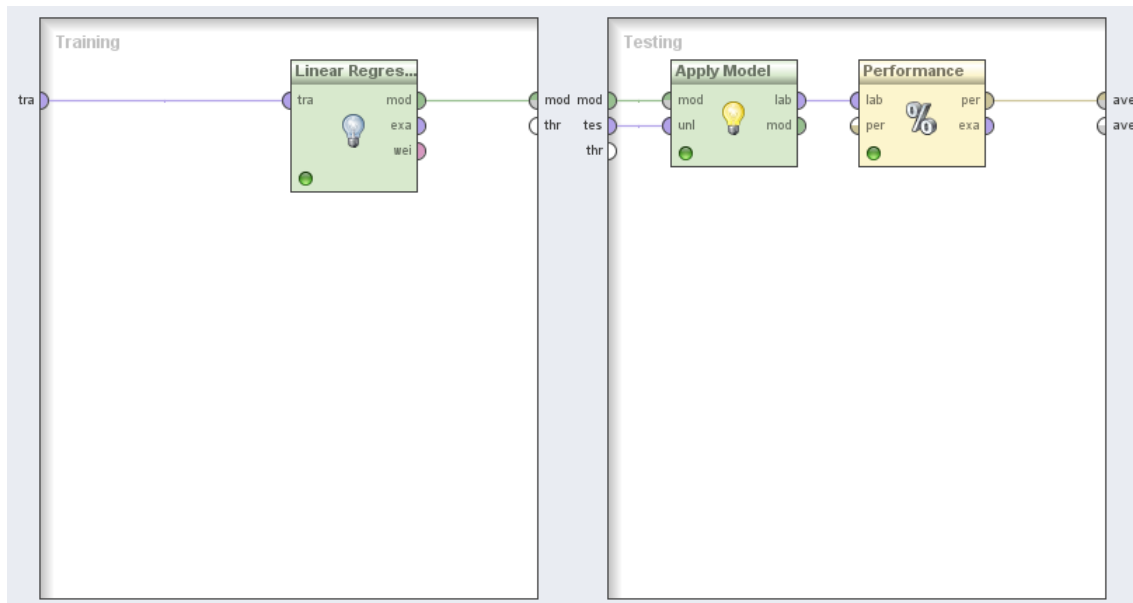 Training
Linear Regres...
tra
tra
mod
exa
wei
mod
thr
Testing
mod
tes
thr
Apply Model
mod
lab
unl
mod
Performance
lab
per
per
exa
ave
ave